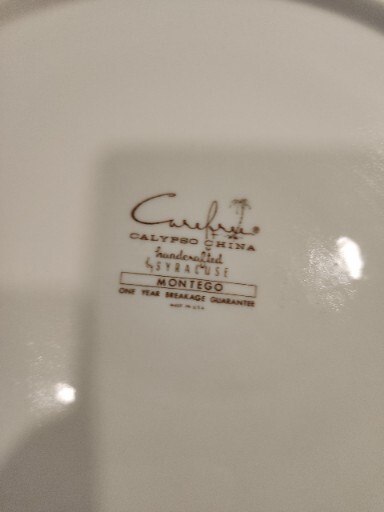 Carefree®
CALYPSO CHINA
handcrafted
by SYRACUSE
MONTEGO
ONE YEAR BREAKAGE GUARANTEE
MADE IN U.S.A.